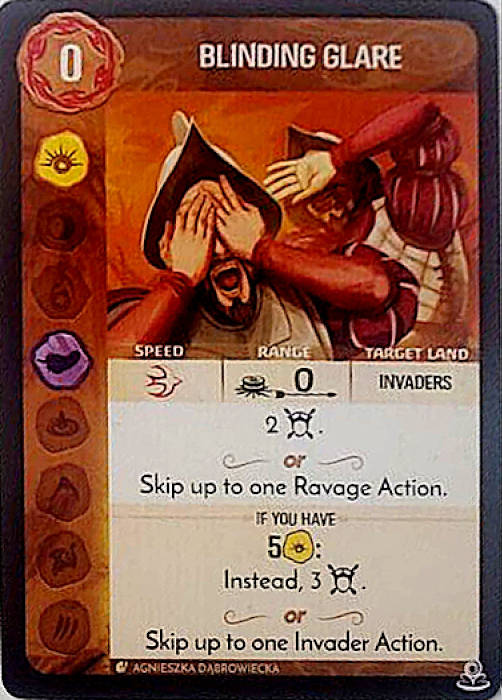 0
BLINDING GLARE
SPEED RANGE TARGET LAND
0 INVADERS
2 .
or
Skip up to one Ravage Action.
IF YOU HAVE
5 :
Instead, 3 .
or
Skip up to one Invader Action.
AGNIESZKA DĄBROWIECKA